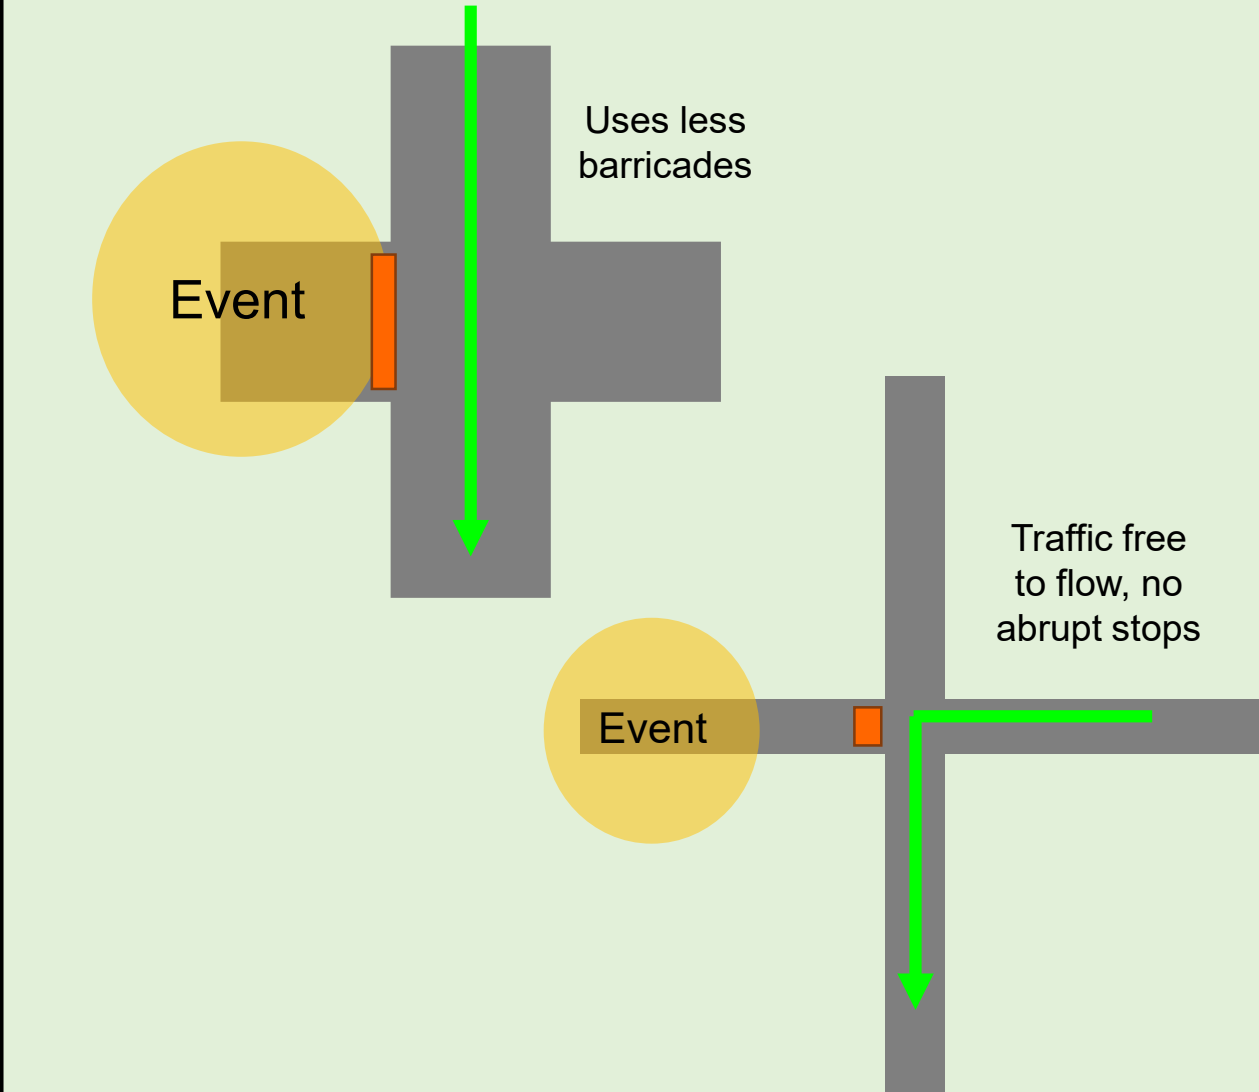 Uses less
barricades
Event
Traffic free
to flow, no
abrupt stops
Event